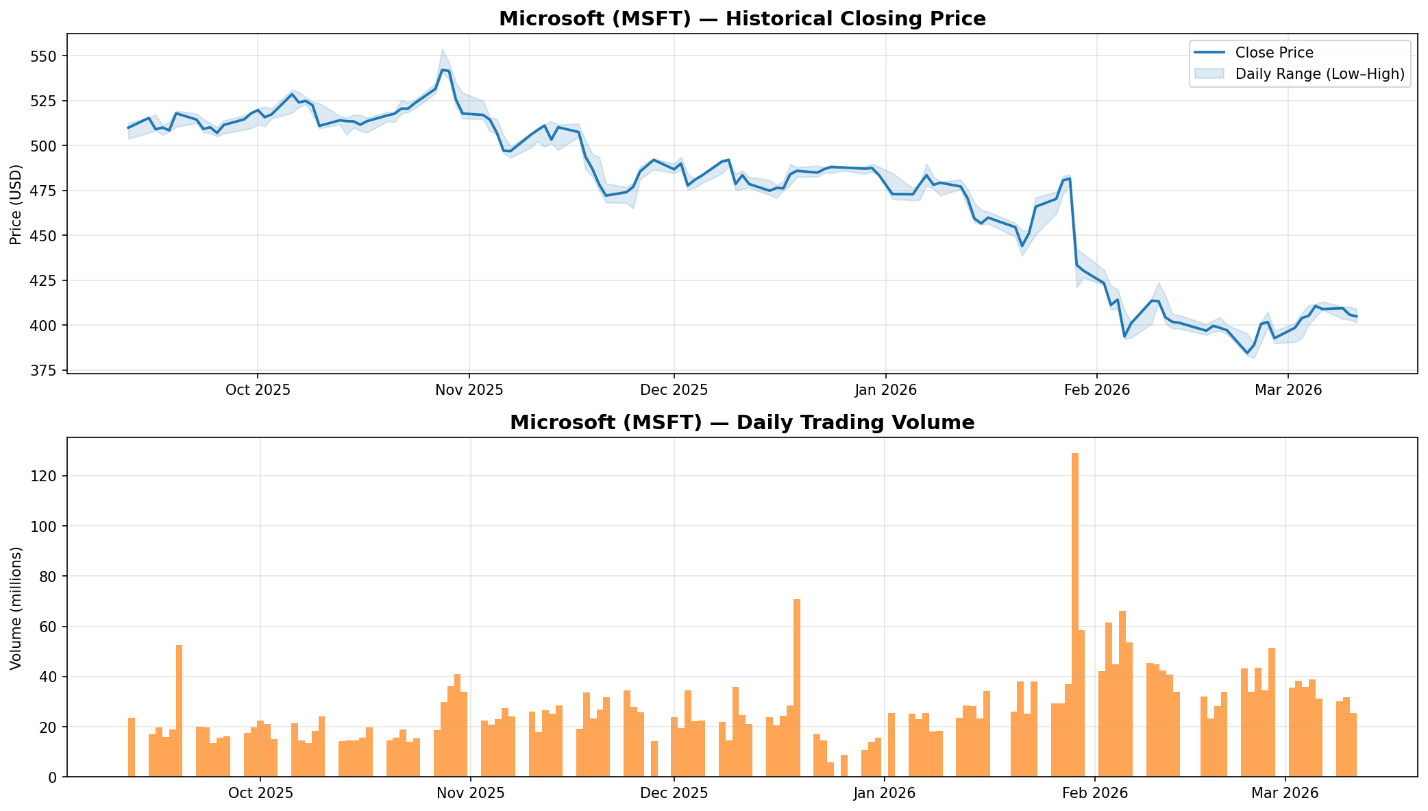 Microsoft (MSFT) — Historical Closing Price
Price (USD)
550
525
500
475
450
425
400
375
Close Price
Daily Range (Low–High)
Oct 2025
Nov 2025
Dec 2025
Jan 2026
Feb 2026
Mar 2026
Microsoft (MSFT) — Daily Trading Volume
Volume (millions)
120
100
80
60
40
20
0
Oct 2025
Nov 2025
Dec 2025
Jan 2026
Feb 2026
Mar 2026